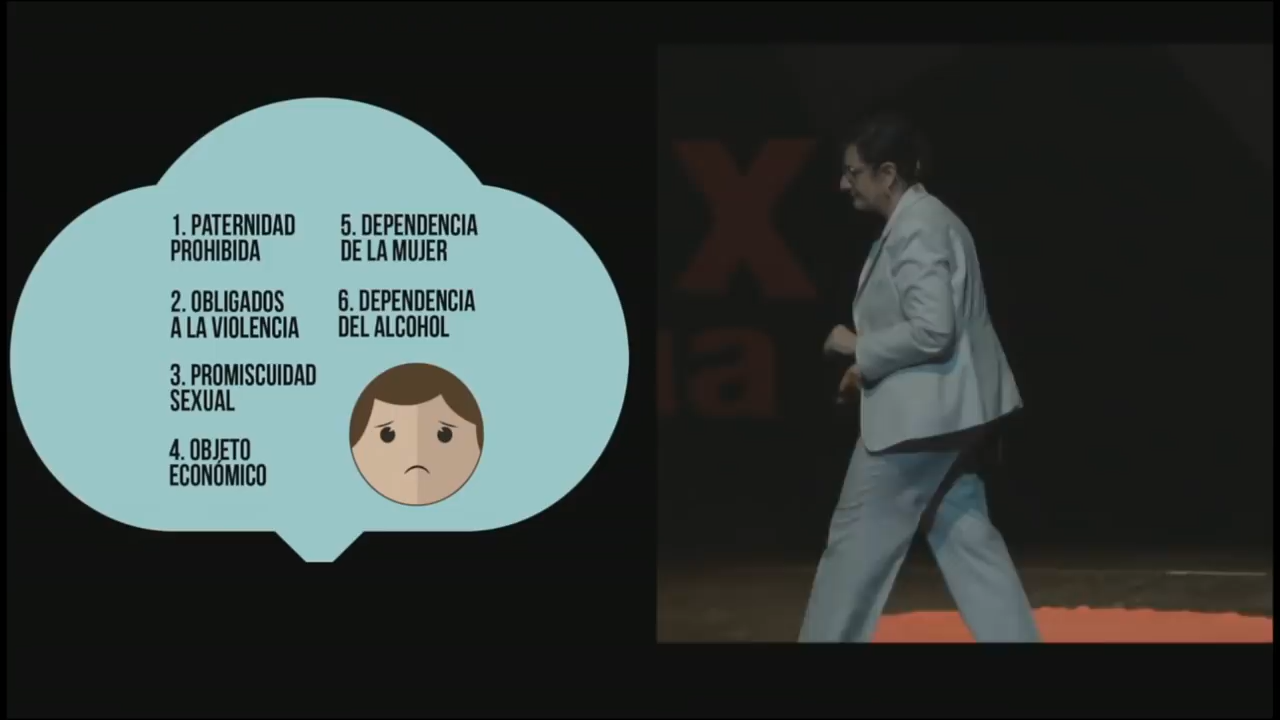 1. PATERNIDAD
PROHIBIDA
2. OBLIGADOS
A LA VIOLENCIA
3. PROMISCUIDAD
SEXUAL
4. OBJETO
ECONÓMICO
5. DEPENDENCIA
DE LA MUJER
6. DEPENDENCIA
DEL ALCOHOL
x
na